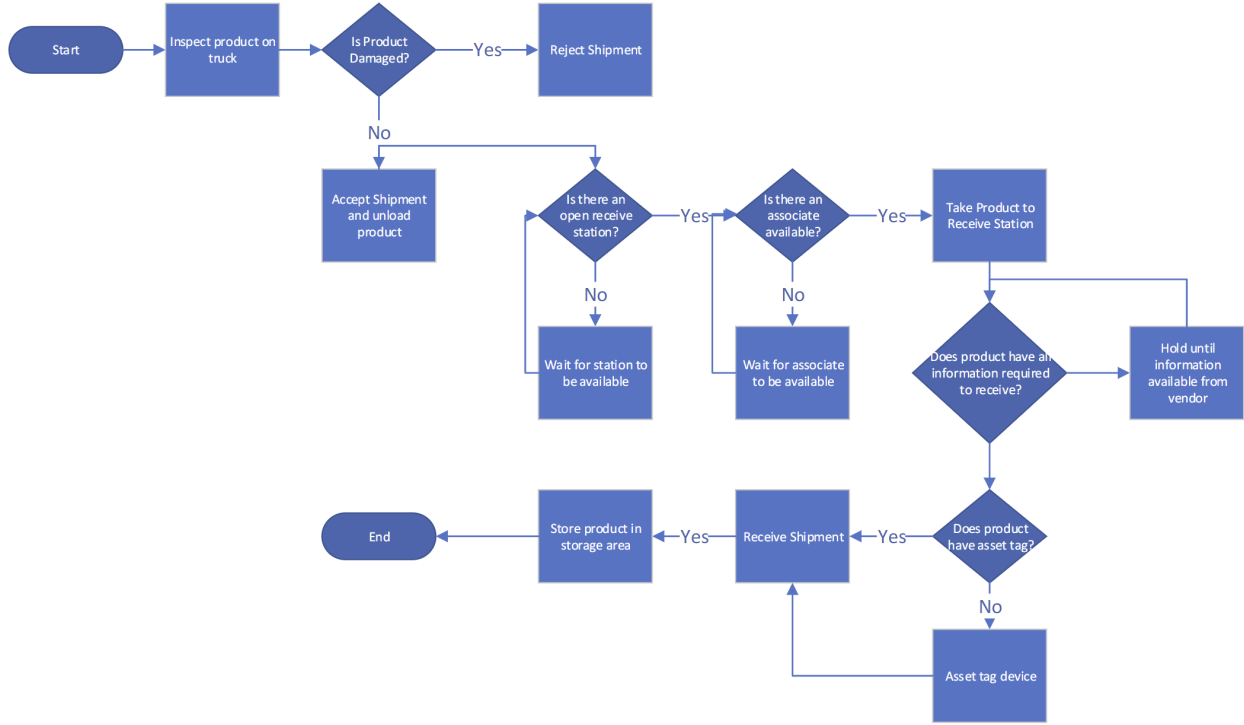 Start
Inspect product on
truck
Is Product
Damaged?
Yes
Reject Shipment
No
Accept Shipment
and unload
product
Is there an
open receive
station?
Yes
Is there an
associate
available?
Yes
Take Product to
Receive Station
No
No
Wait for station to
be available
Wait for associate
to be available
Does product have an
information required
to receive?
Hold until
information
available from
vendor
End
Store product in
storage area
Yes
Receive Shipment
Yes
Does product
have asset tag?
No
Asset tag device